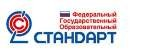 Федеральный
Государственный
Образовательный
СТАНДАРТ